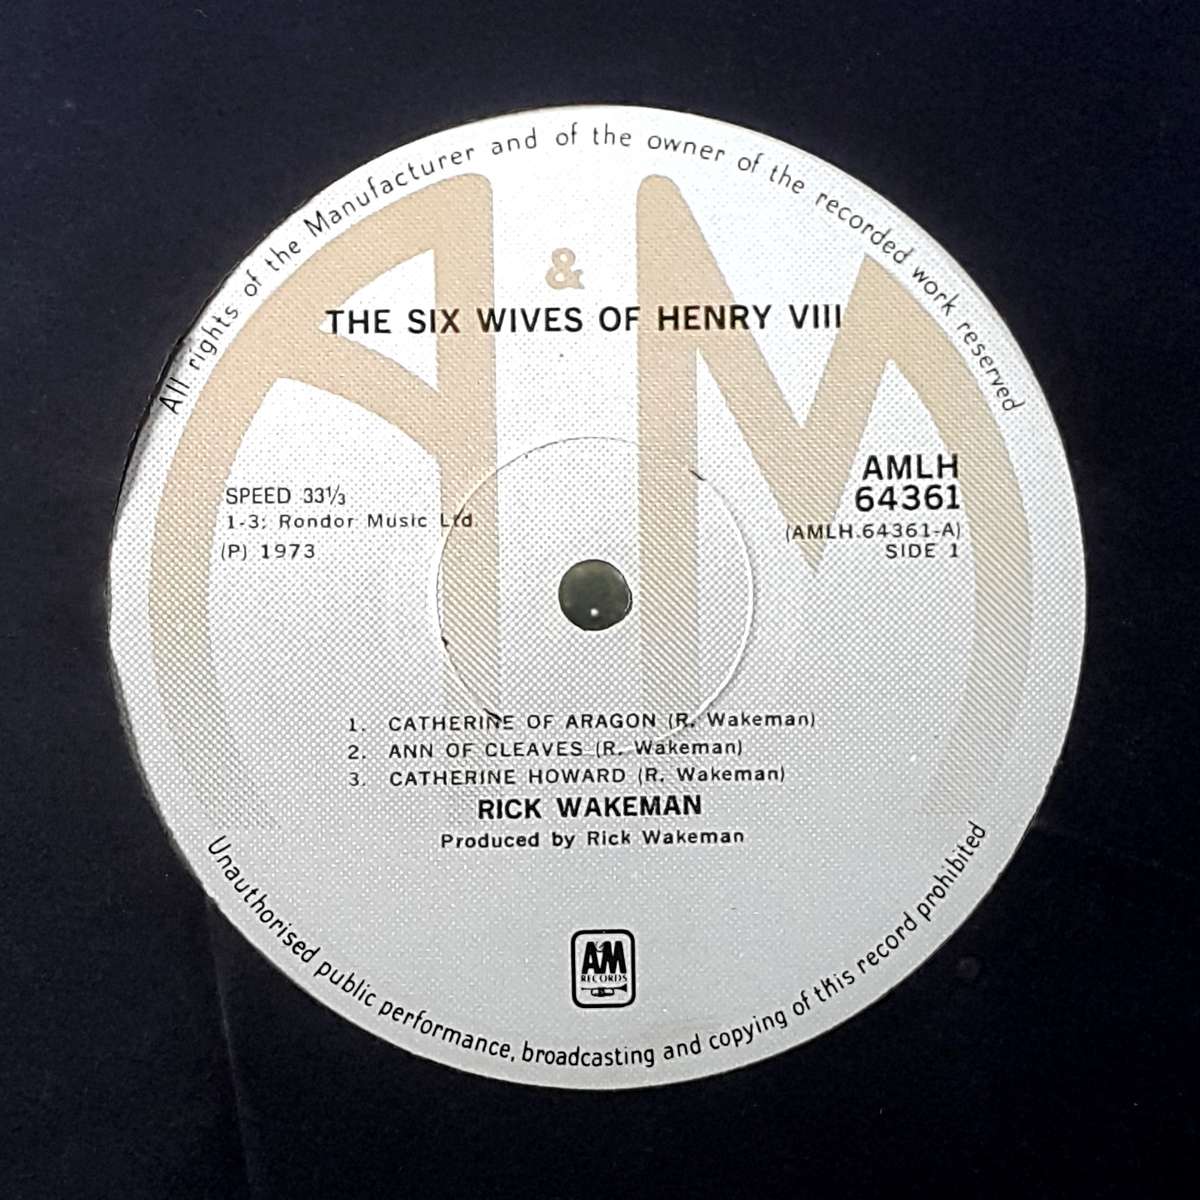 All rights of the Manufacturer and of the owner of the recorded work reserved
A & M
THE SIX WIVES OF HENRY VIII
SPEED 33⅓
1-3: Rondor Music Ltd.
(P) 1973
AMLH
64361
(AMLH.64361-A)
SIDE 1
1. CATHERINE OF ARAGON (R. Wakeman)
2. ANN OF CLEAVES (R. Wakeman)
3. CATHERINE HOWARD (R. Wakeman)
RICK WAKEMAN
Produced by Rick Wakeman
A&M
RECORDS
Unauthorised public performance, broadcasting and copying of this record prohibited